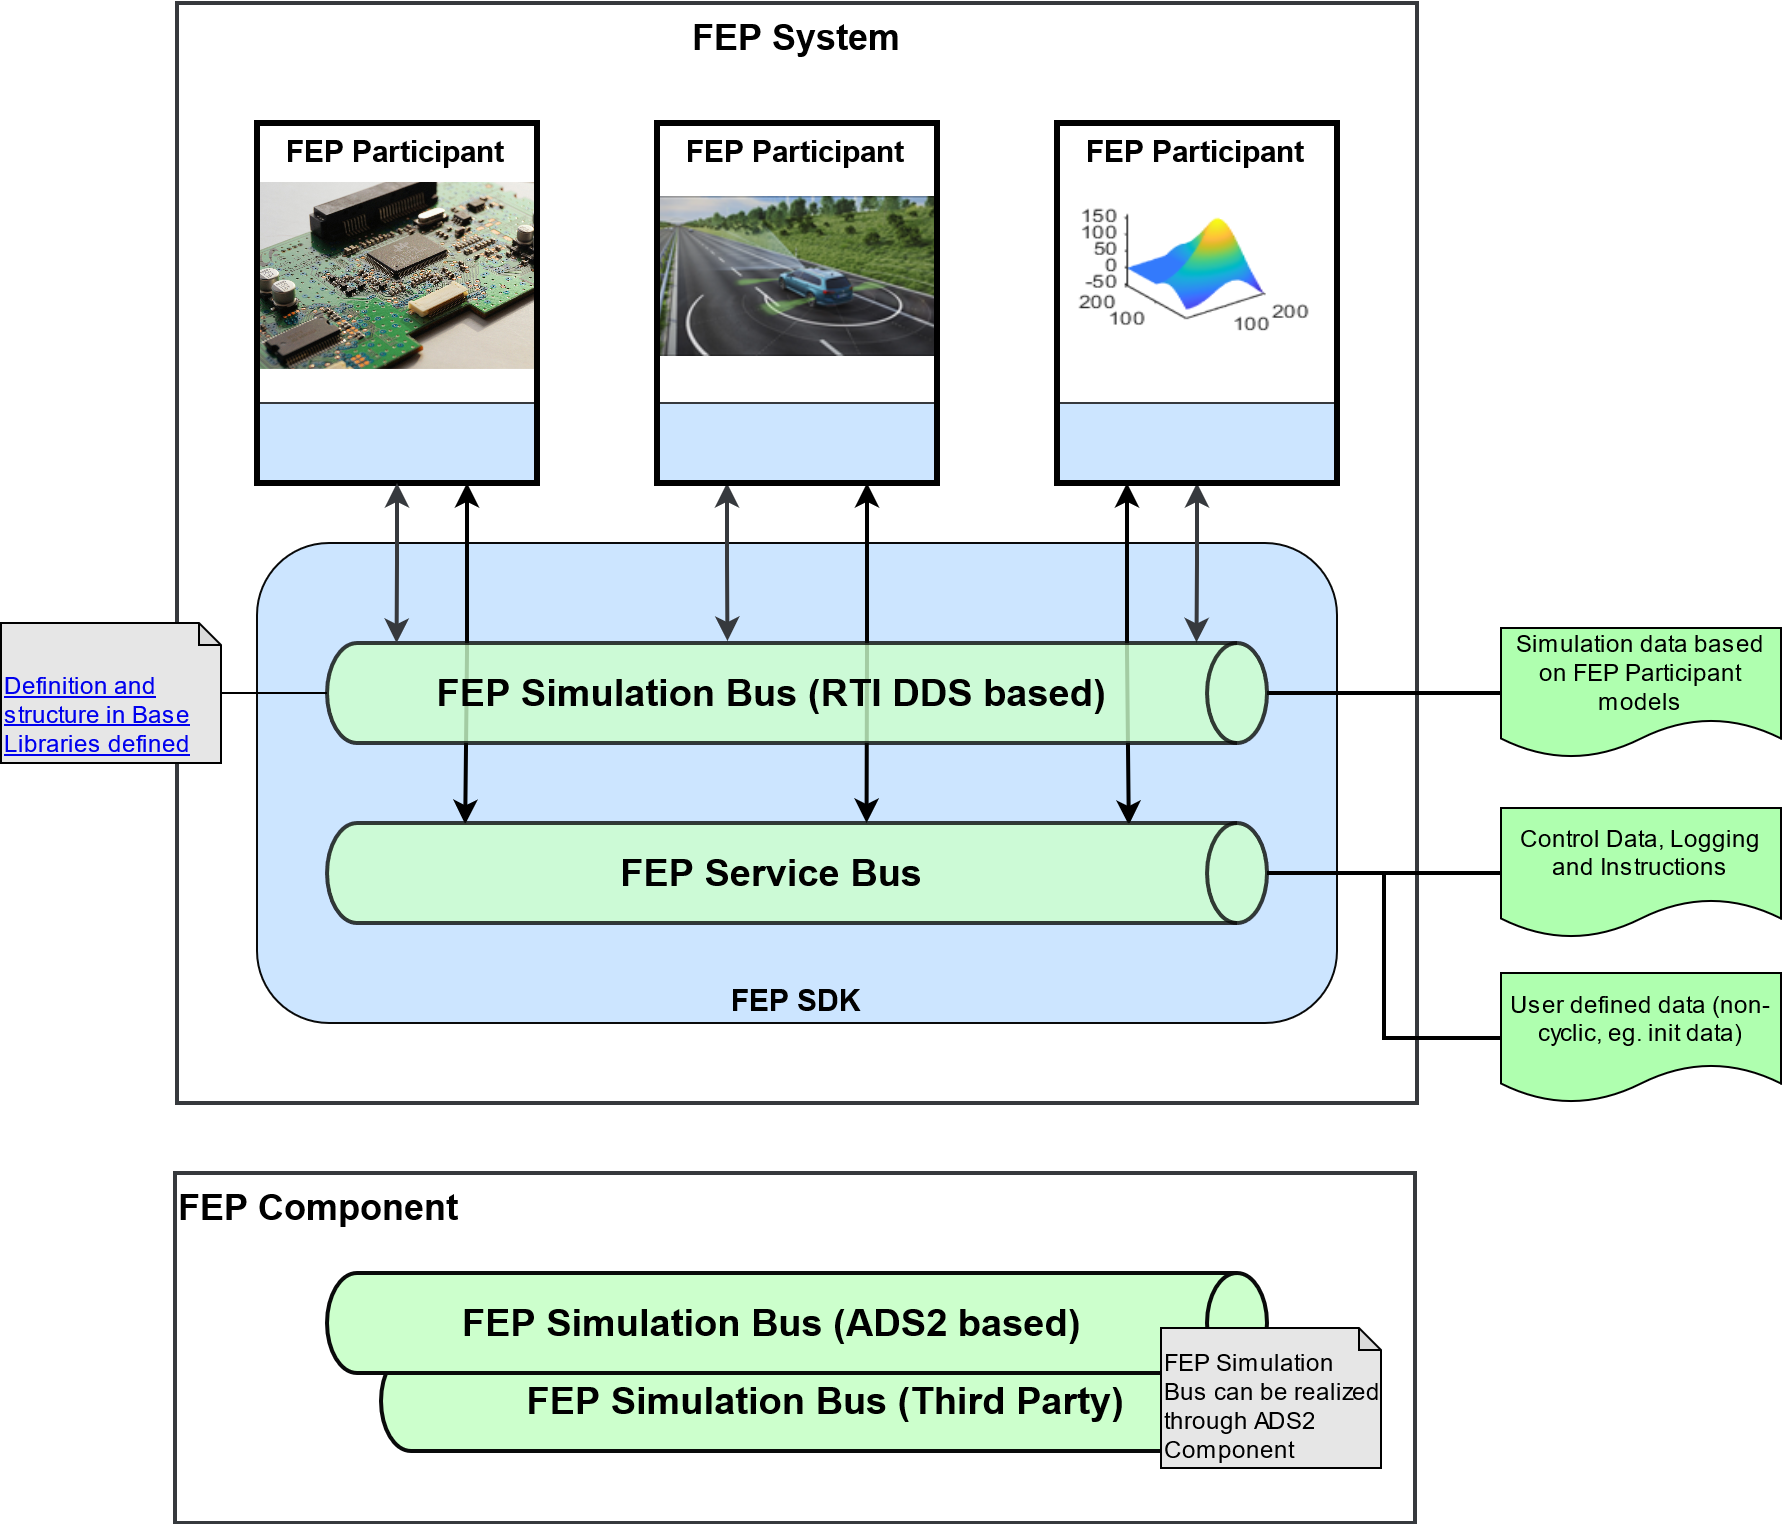 FEP System
FEP Participant
FEP Participant
FEP Participant
150
100
50
0
-50
200
100
100
200
Definition and
structure in Base
Libraries defined
FEP Simulation Bus (RTI DDS based)
Simulation data based
on FEP Participant
models
FEP Service Bus
Control Data, Logging
and Instructions
FEP SDK
User defined data (non-
cyclic, eg. init data)
FEP Component
FEP Simulation Bus (ADS2 based)
FEP Simulation Bus (Third Party)
FEP Simulation
Bus can be realized
through ADS2
Component